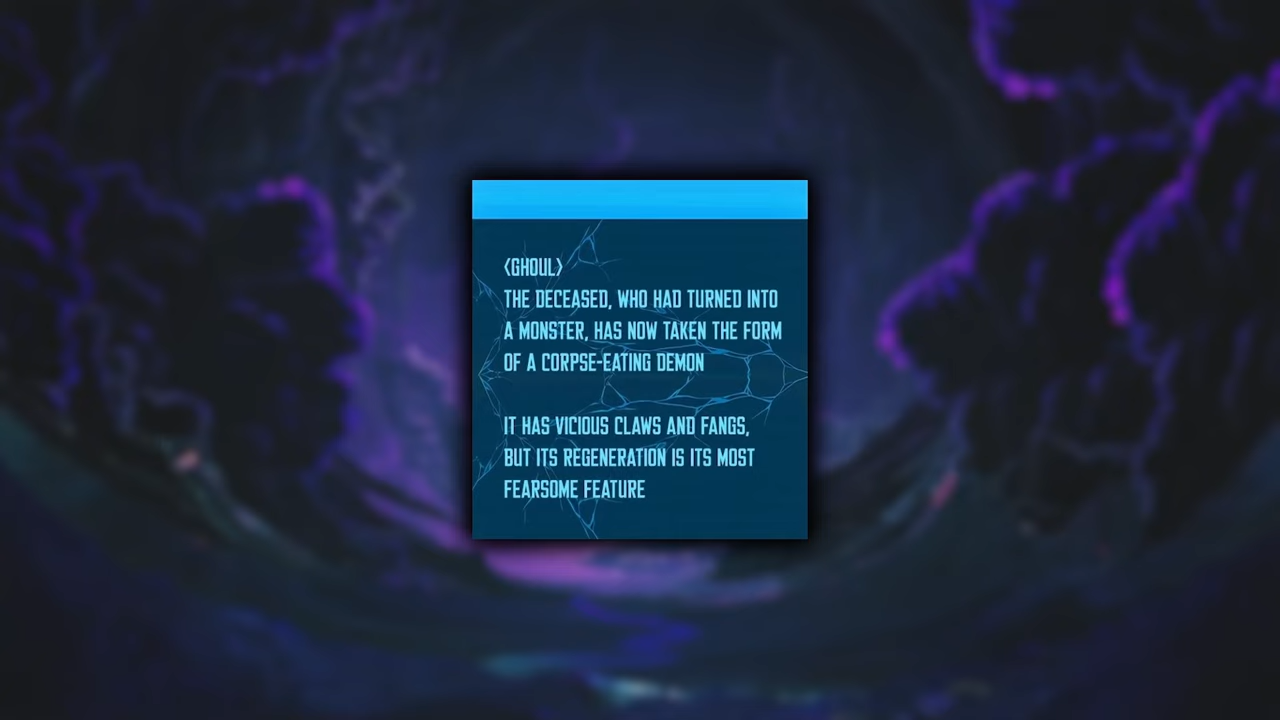 <GHOUL>
THE DECEASED, WHO HAD TURNED INTO
A MONSTER, HAS NOW TAKEN THE FORM
OF A CORPSE-EATING DEMON
IT HAS VICIOUS CLAWS AND FANGS,
BUT ITS REGENERATION IS ITS MOST
FEARSOME FEATURE